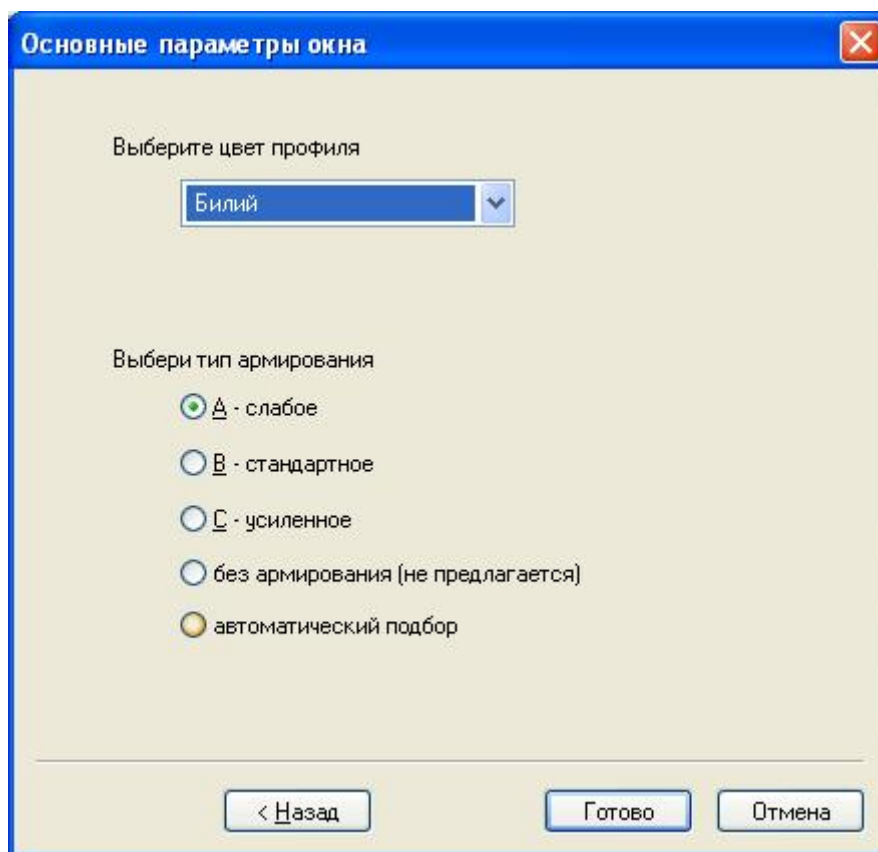 Основные параметры окна
Выберите цвет профиля
Билий
Выбери тип армирования
A - слабое
B - стандартное
C - усиленное
без армирования (не предлагается)
автоматический подбор
< Назад Готово Отмена